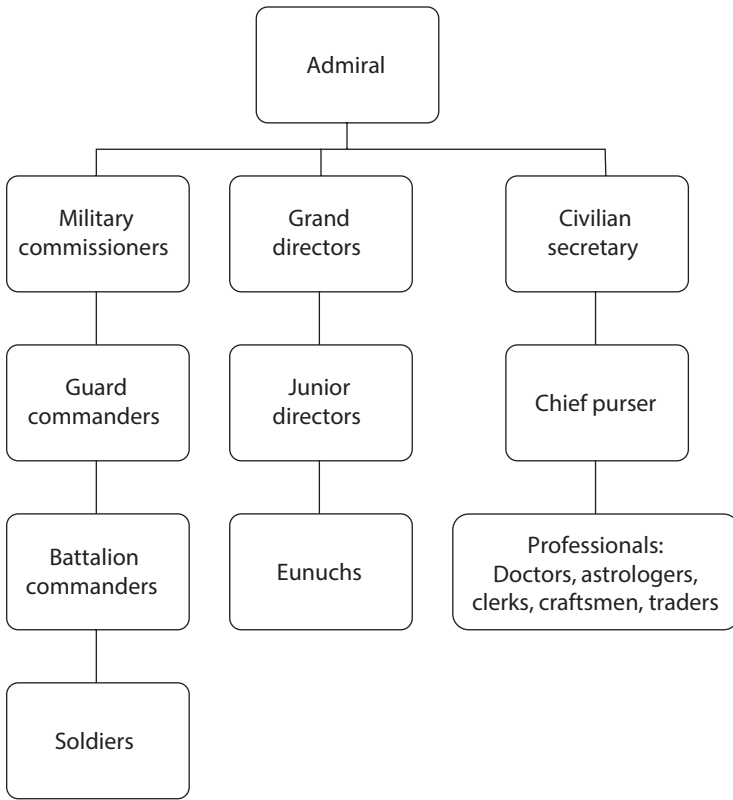 Admiral
Military
commissioners
Grand
directors
Civilian
secretary
Guard
commanders
Junior
directors
Chief purser
Battalion
commanders
Eunuchs
Professionals:
Doctors, astrologers,
clerks, craftsmen, traders
Soldiers